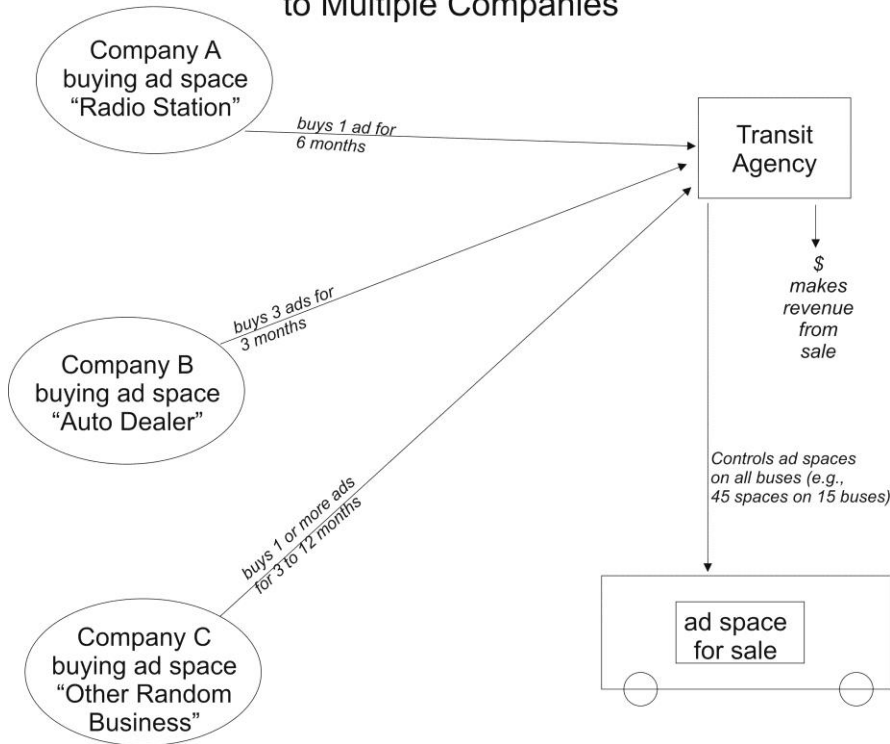 to Multiple Companies
Company A
buying ad space
“Radio Station”
buys 1 ad for
6 months
Transit
Agency
$
makes
revenue
from
sale
buys 3 ads for
3 months
Company B
buying ad space
“Auto Dealer”
Controls ad spaces
on all buses (e.g.,
45 spaces on 15 buses)
buys 1 or more ads
for 3 to 12 months
Company C
buying ad space
“Other Random
Business”
ad space
for sale